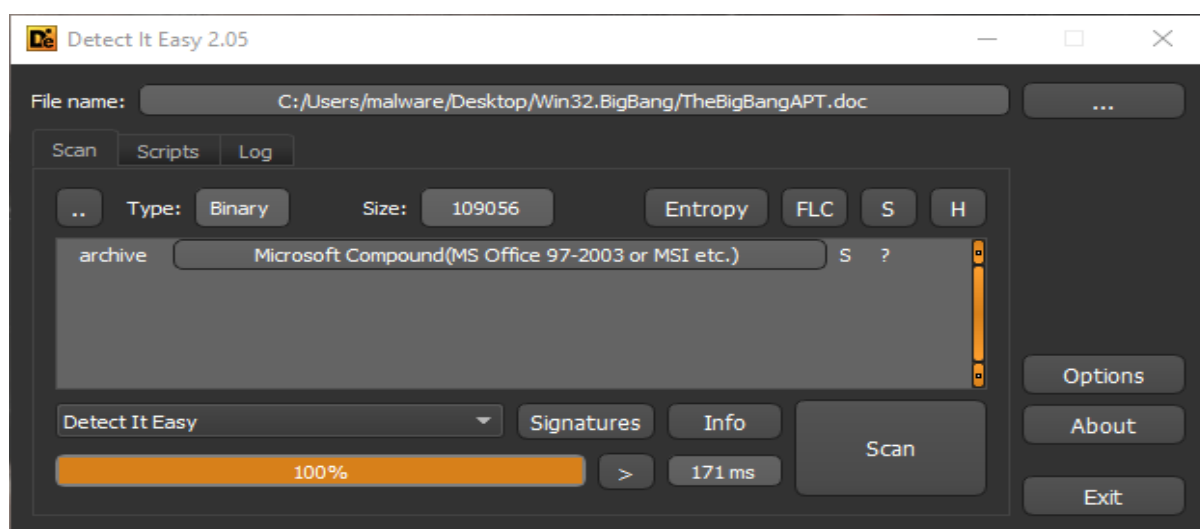 Detect It Easy 2.05
File name: C:/Users/malware/Desktop/Win32.BigBang/TheBigBangAPT.doc ...
Scan Scripts Log
.. Type: Binary Size: 109056 Entropy FLC S H
archive Microsoft Compound(MS Office 97-2003 or MSI etc.) S ?
Options
Detect It Easy Signatures Info Scan About
100% > 171 ms
Exit